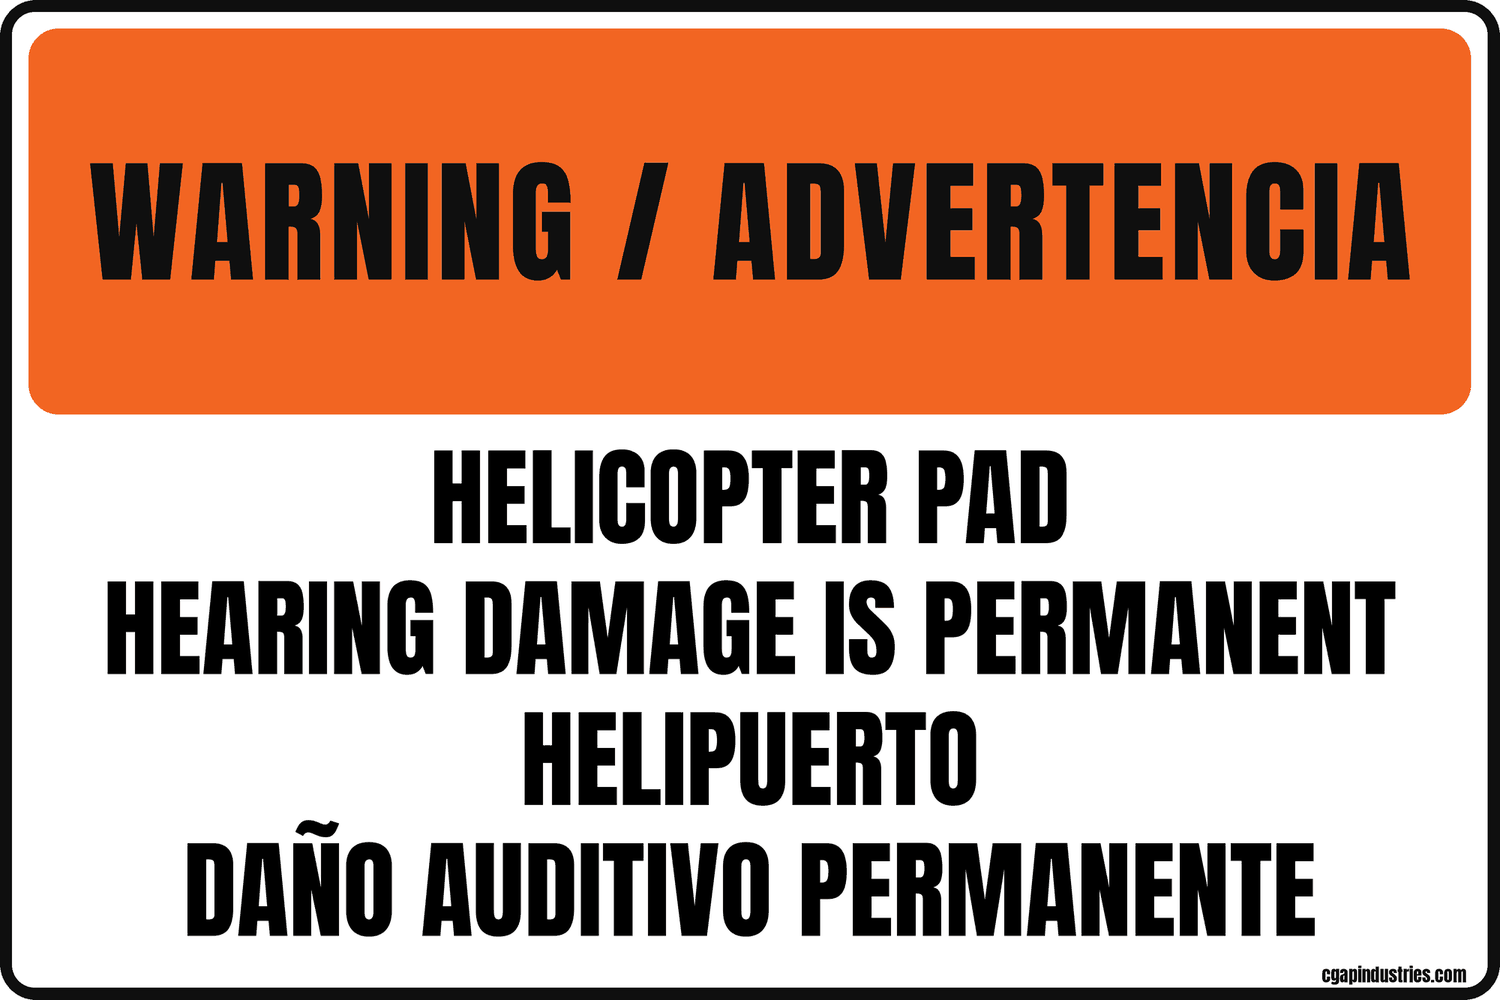 WARNING / ADVERTENCIA
HELICOPTER PAD
HEARING DAMAGE IS PERMANENT
HELIPUERTO
DAÑO AUDITIVO PERMANENTE
cgapindustries.com